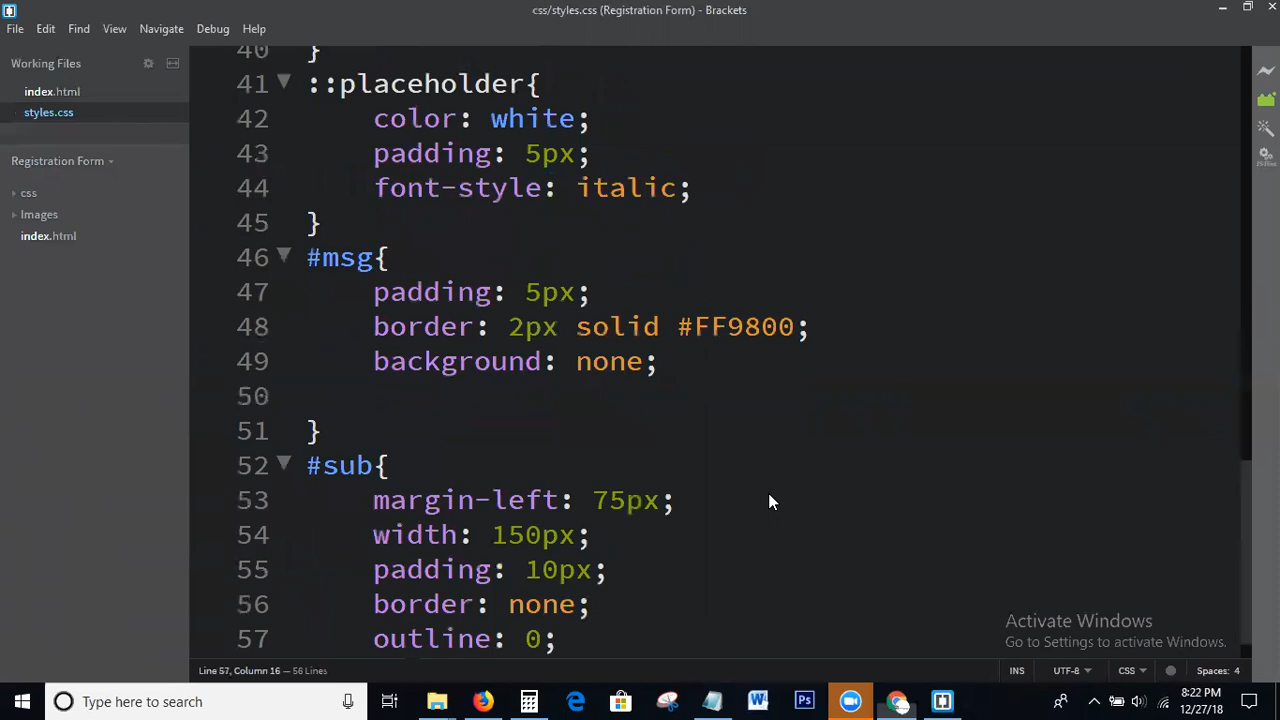 css/styles.css (Registration Form) - Brackets
File Edit Find View Navigate Debug Help
Working Files
index.html
styles.css
Registration Form
css
Images
index.html
40 }
41 ::placeholder{
42 color: white;
43 padding: 5px;
44 font-style: italic;
45 }
46 #msg{
47 padding: 5px;
48 border: 2px solid #FF9800;
49 background: none;
50
51 }
52 #sub{
53 margin-left: 75px;
54 width: 150px;
55 padding: 10px;
56 border: none;
57 outline: 0;
Activate Windows
Go to Settings to activate Windows.
Line 57, Column 16 — 58 Lines
INS UTF-8 CSS Spaces: 4
Type here to search
8:22 PM
12/27/18